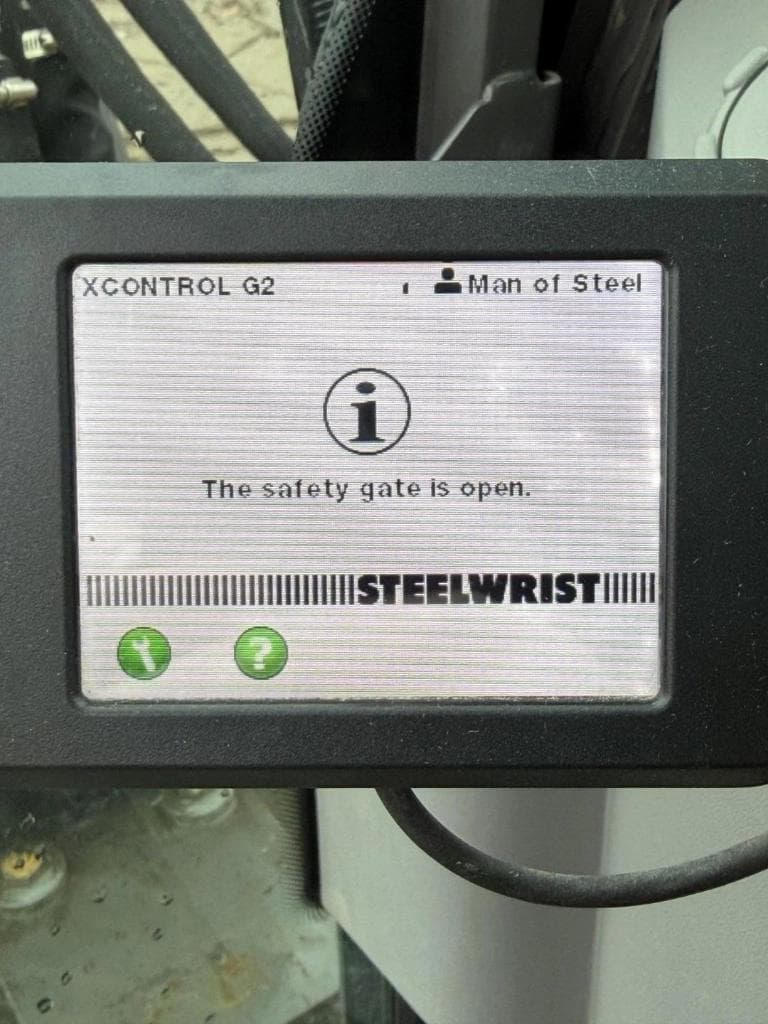 XCONTROL G2
Man of Steel
i
The safety gate is open.
STEELWRIST
?